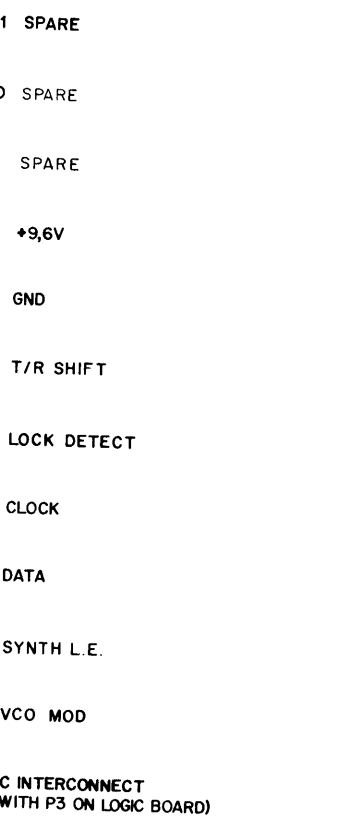 1 SPARE
SPARE
SPARE
+9,6V
GND
T/R SHIFT
LOCK DETECT
CLOCK
DATA
SYNTH L.E.
VCO MOD
C INTERCONNECT
WITH P3 ON LOGIC BOARD)